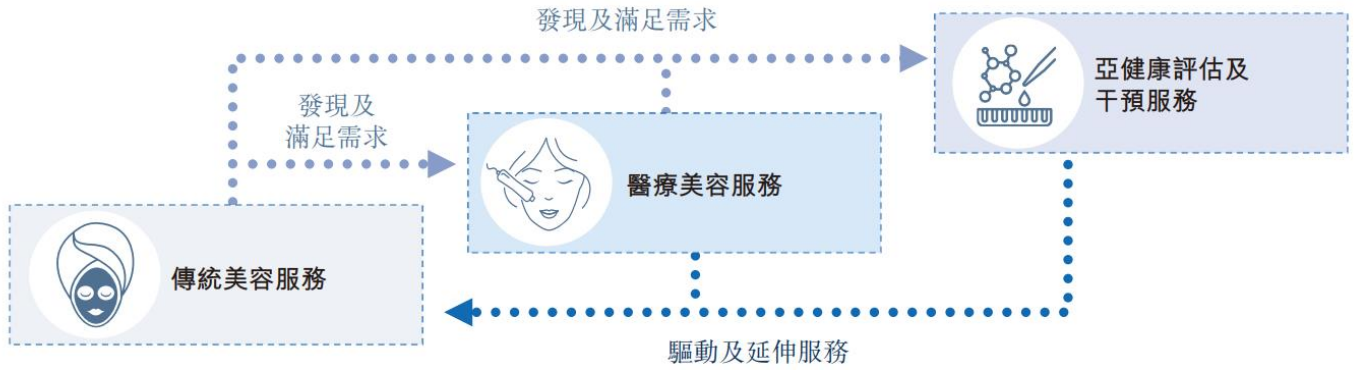 發現及滿足需求
亞健康評估及
干預服務
發現及
滿足需求
醫療美容服務
傳統美容服務
驅動及延伸服務